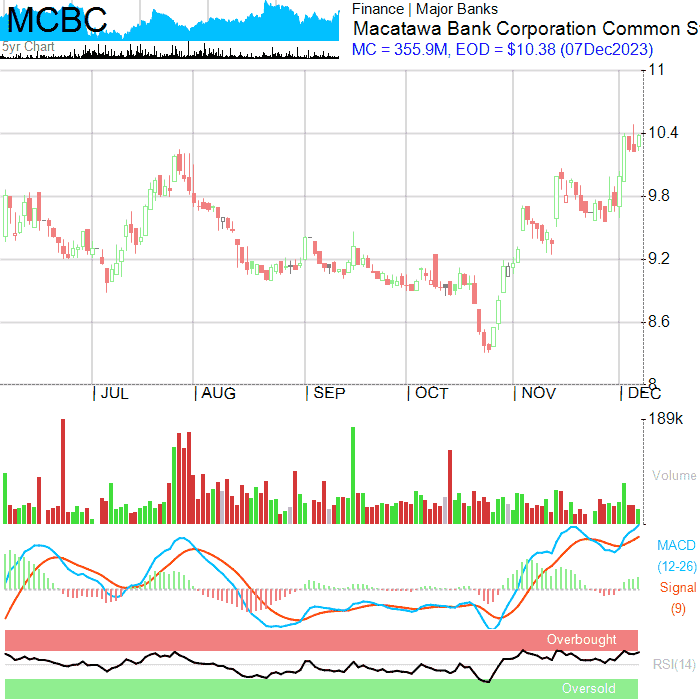 MCBC
5yr Chart
Finance | Major Banks
Macatawa Bank Corporation Common S
MC = 355.9M, EOD = $10.38 (07Dec2023)
11
10.4
9.8
9.2
8.6
8
JUL AUG SEP OCT NOV DEC
189k
Volume
MACD
(12-26)
Signal
(9)
Overbought
RSI(14)
Oversold